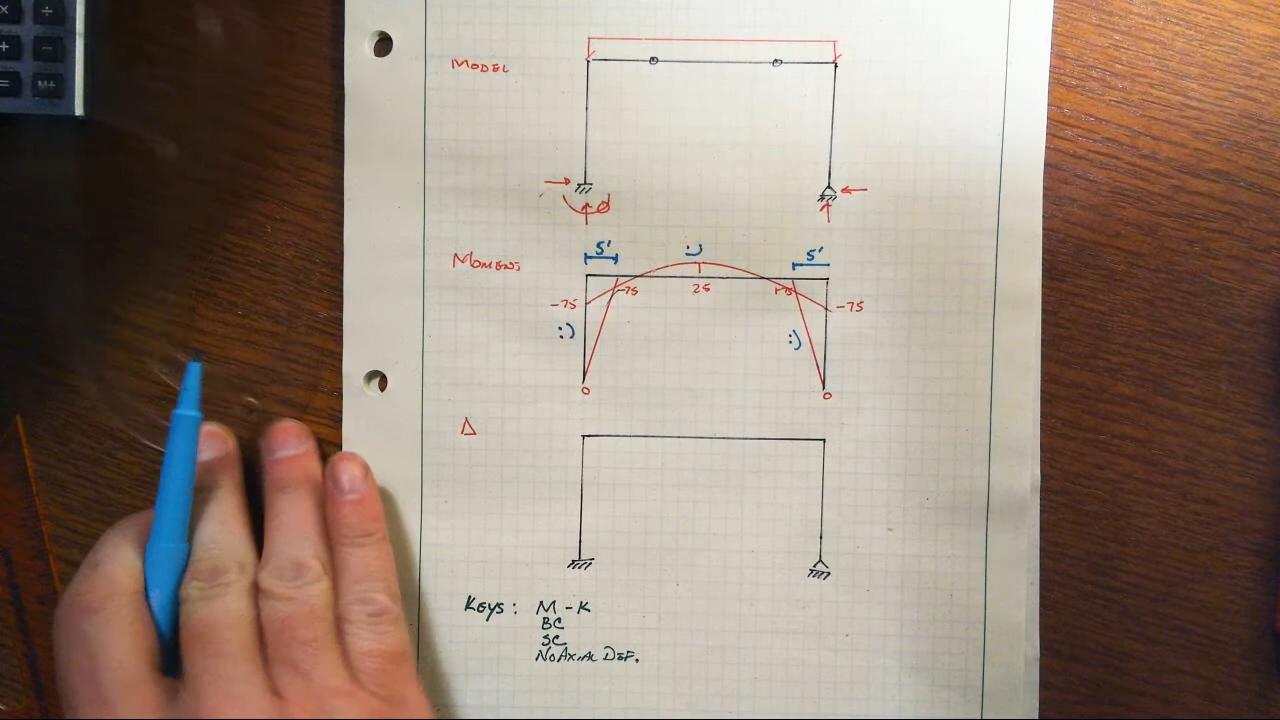 × ÷
+ −
= M+
MODEL
5' :) 5'
MOMENT:
-75 -75 25 -75 -75
:) :)
0 0
Δ
KEYS: M-K
BC
SC
NO AXIAL DEF.